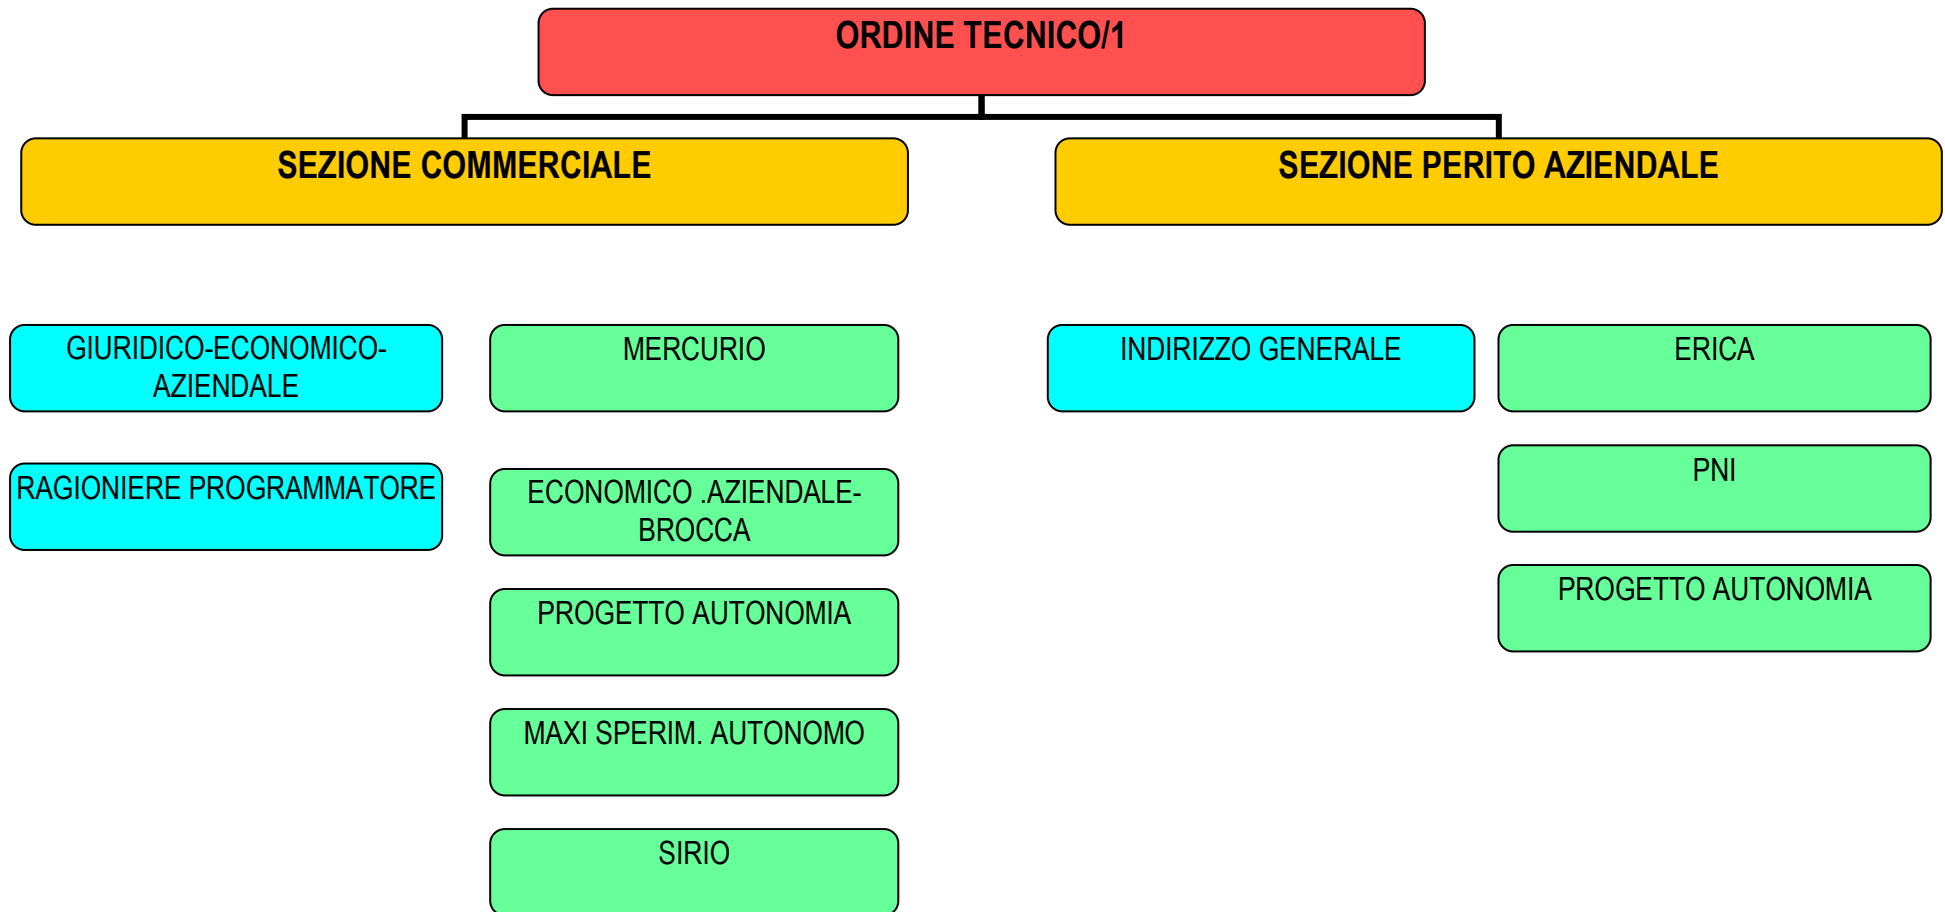 ORDINE TECNICO/1
SEZIONE COMMERCIALE
SEZIONE PERITO AZIENDALE
GIURIDICO-ECONOMICO-
AZIENDALE
MERCURIO
INDIRIZZO GENERALE
ERICA
RAGIONIERE PROGRAMMATORE
ECONOMICO .AZIENDALE-
BROCCA
PNI
PROGETTO AUTONOMIA
PROGETTO AUTONOMIA
MAXI SPERIM. AUTONOMO
SIRIO